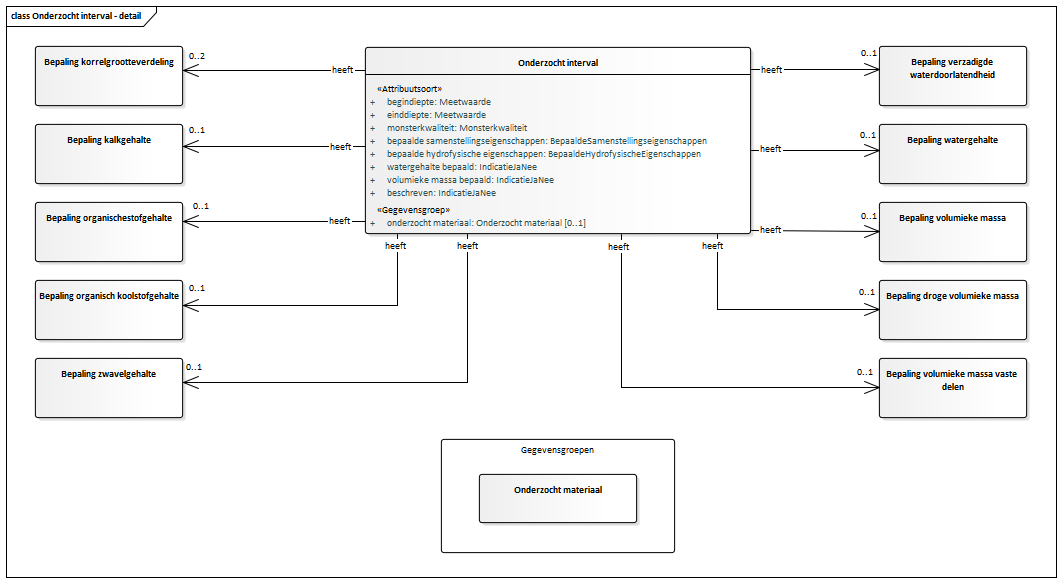 class Onderzocht interval - detail
Bepaling korrelgrootteverdeling
0..2
heeft
Bepaling kalkgehalte
0..1
heeft
Bepaling organischestofgehalte
0..1
heeft
Bepaling organisch koolstofgehalte
0..1
heeft
Bepaling zwavelgehalte
0..1
heeft
Onderzocht interval
«Attribuutsoort»
+ begindiepte: Meetwaarde
+ einddiepte: Meetwaarde
+ monsterkwaliteit: Monsterkwaliteit
+ bepaalde samenstellingseigenschappen: BepaaldeSamenstellingseigenschappen
+ bepaalde hydrofysische eigenschappen: BepaaldeHydrofysischeEigenschappen
+ watergehalte bepaald: IndicatieJaNee
+ volumieke massa bepaald: IndicatieJaNee
+ beschreven: IndicatieJaNee
«Gegevensgroep»
+ onderzocht materiaal: Onderzocht materiaal [0..1]
heeft
0..1
Bepaling verzadigde
waterdoorlatendheid
heeft
0..1
Bepaling watergehalte
heeft
0..1
Bepaling volumieke massa
heeft
0..1
Bepaling droge volumieke massa
heeft
0..1
Bepaling volumieke massa vaste
delen
Gegevensgroepen
Onderzocht materiaal